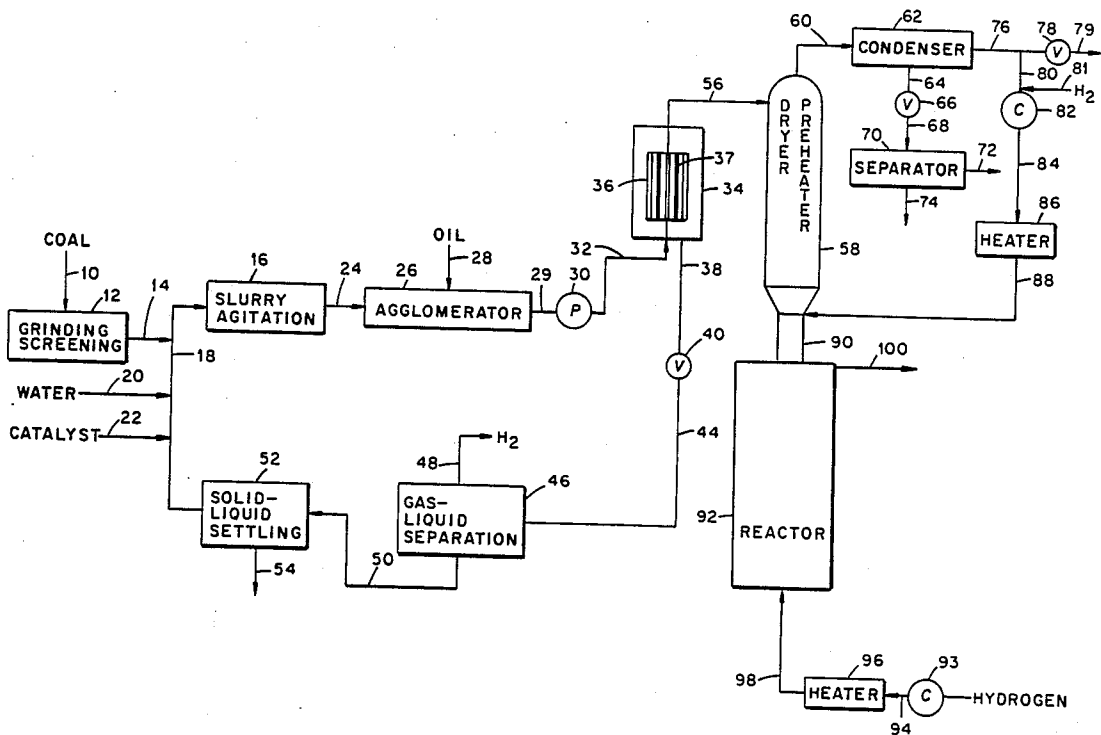 60
62
CONDENSER
76
78
79
V
80
81
H2
64
C
82
V
66
68
70
SEPARATOR
72
74
84
86
HEATER
88
56
DRYER
PREHEATER
58
37
36
34
COAL
10
12
14
GRINDING
SCREENING
16
SLURRY
AGITATION
24
OIL
28
26
AGGLOMERATOR
29
30
P
32
38
18
WATER
20
CATALYST
22
40
V
44
90
100
52
SOLID-
LIQUID
SETTLING
54
50
48
H2
46
GAS-
LIQUID
SEPARATION
92
REACTOR
98
96
HEATER
94
93
C
HYDROGEN